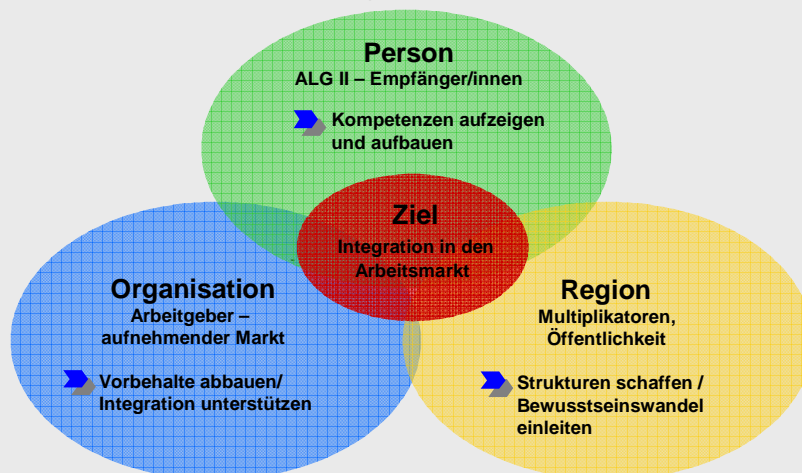 Person
ALG II – Empfänger/innen
Kompetenzen aufzeigen
und aufbauen
Ziel
Integration in den
Arbeitsmarkt
Organisation
Arbeitgeber –
aufnehmender Markt
Vorbehalte abbauen/
Integration unterstützen
Region
Multiplikatoren,
Öffentlichkeit
Strukturen schaffen /
Bewusstseinswandel
einleiten